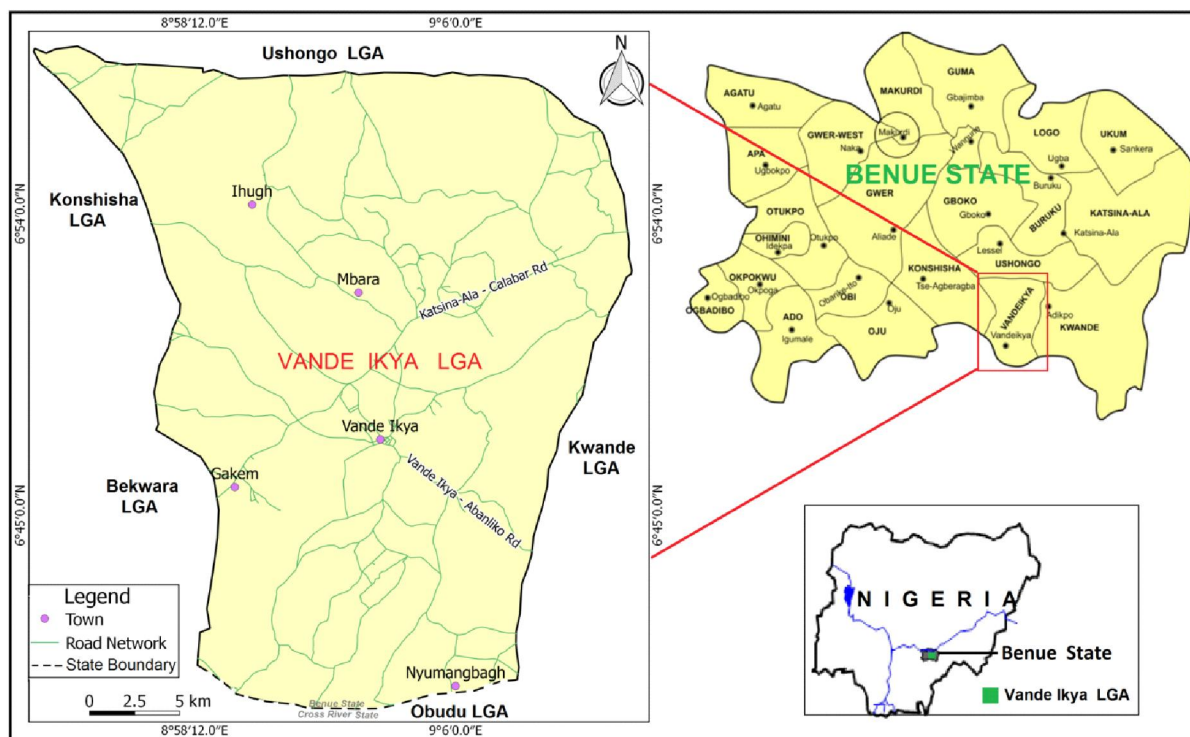 8°58'12.0"E
9°6'0.0"E
Ushongo LGA
N
6°54'0.0"N
6°54'0.0"N
Konshisha
LGA
Ihugh
Mbara
Katsina-Ala - Calabar Rd
VANDE IKYA LGA
Vande Ikya
Kwande
LGA
Gakem
Bekwara
LGA
Vande Ikya - Abanliko Rd
6°45'0.0"N
6°45'0.0"N
Legend
Town
Road Network
State Boundary
0 2.5 5 km
Nyumangbagh
Benue State
Cross River State
Obudu LGA
8°58'12.0"E
9°6'0.0"E
GUMA
MAKURDI
Gbajimba
AGATU
Agatu
GWER-WEST
Makurdi
Naka
LOGO
UKUM
Sankera
APA
Ugbokpo
Ugba
BENUE STATE
Buruku
GWER
GBOKO
Gboko
BURUKU
KATSINA-ALA
Katsina-Ala
OTUKPO
Otukpo
Aliade
OHIMINI
Idekpa
Lessel
USHONGO
KONSHISHA
Tse-Agberagba
OKPOKWU
Okpoga
Ogbadibo
OGBADIBO
Obarike-Ito
OBI
Oju
OJU
ADO
Igumale
VANDEIKYA
Vandeikya
Adikpo
KWANDE
NIGERIA
Benue State
Vande Ikya LGA